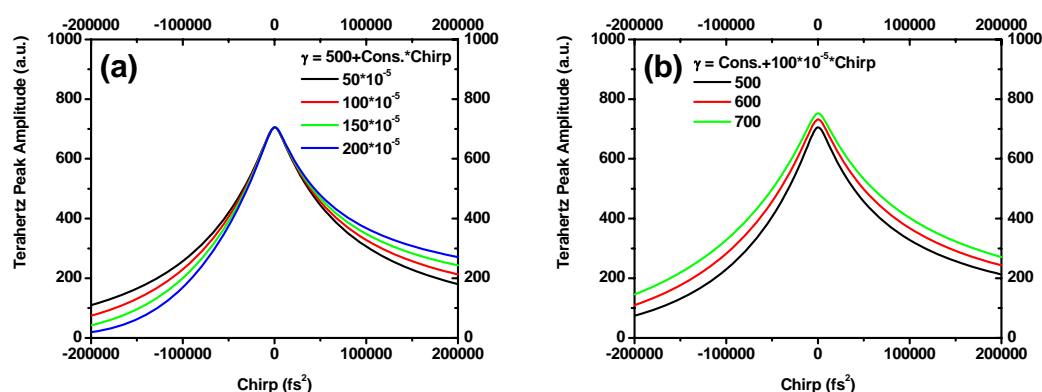 -200000 -100000 0 100000 200000
1000 1000
(a)
γ = 500+Cons.*Chirp
50*10-5
100*10-5
150*10-5
200*10-5
800 800
600 600
400 400
200 200
0 0
-200000 -100000 0 100000 200000
Terahertz Peak Amplitude (a.u.)
Chirp (fs2)
-200000 -100000 0 100000 200000
1000 1000
(b)
γ = Cons.+100*10-5*Chirp
500
600
700
800 800
600 600
400 400
200 200
0 0
-200000 -100000 0 100000 200000
Terahertz Peak Amplitude (a.u.)
Chirp (fs2)